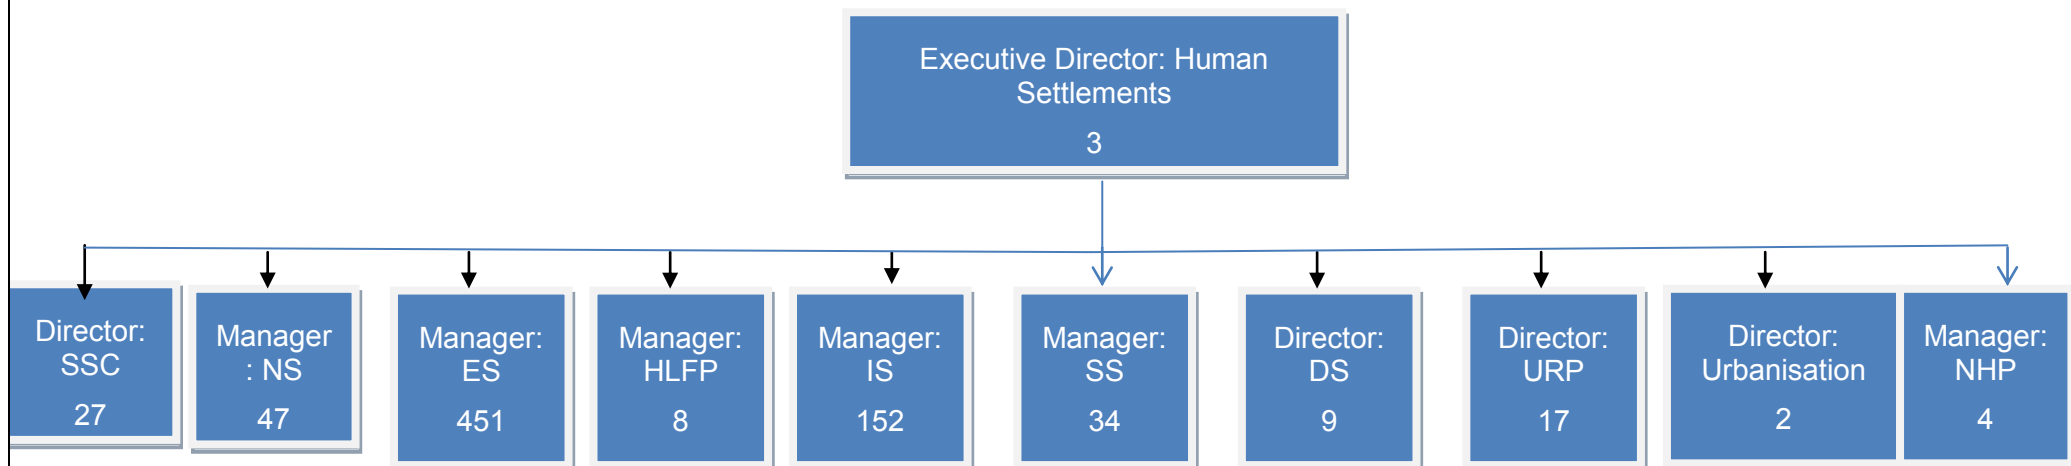 Executive Director: Human
Settlements
3
Director:
SSC
27
Manager
: NS
47
Manager:
ES
451
Manager:
HLFP
8
Manager:
IS
152
Manager:
SS
34
Director:
DS
9
Director:
URP
17
Director:
Urbanisation
2
Manager:
NHP
4